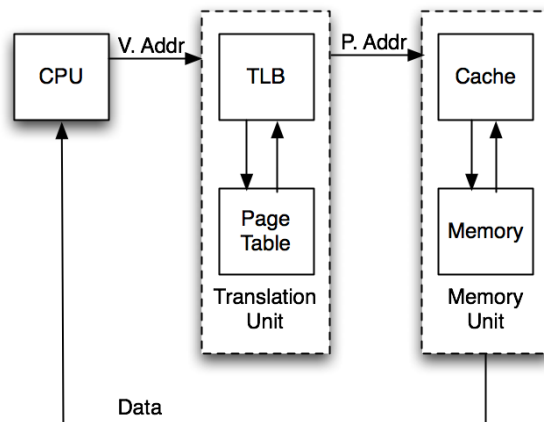 V. Addr
P. Addr
CPU
TLB
Cache
Page
Table
Memory
Translation
Unit
Memory
Unit
Data